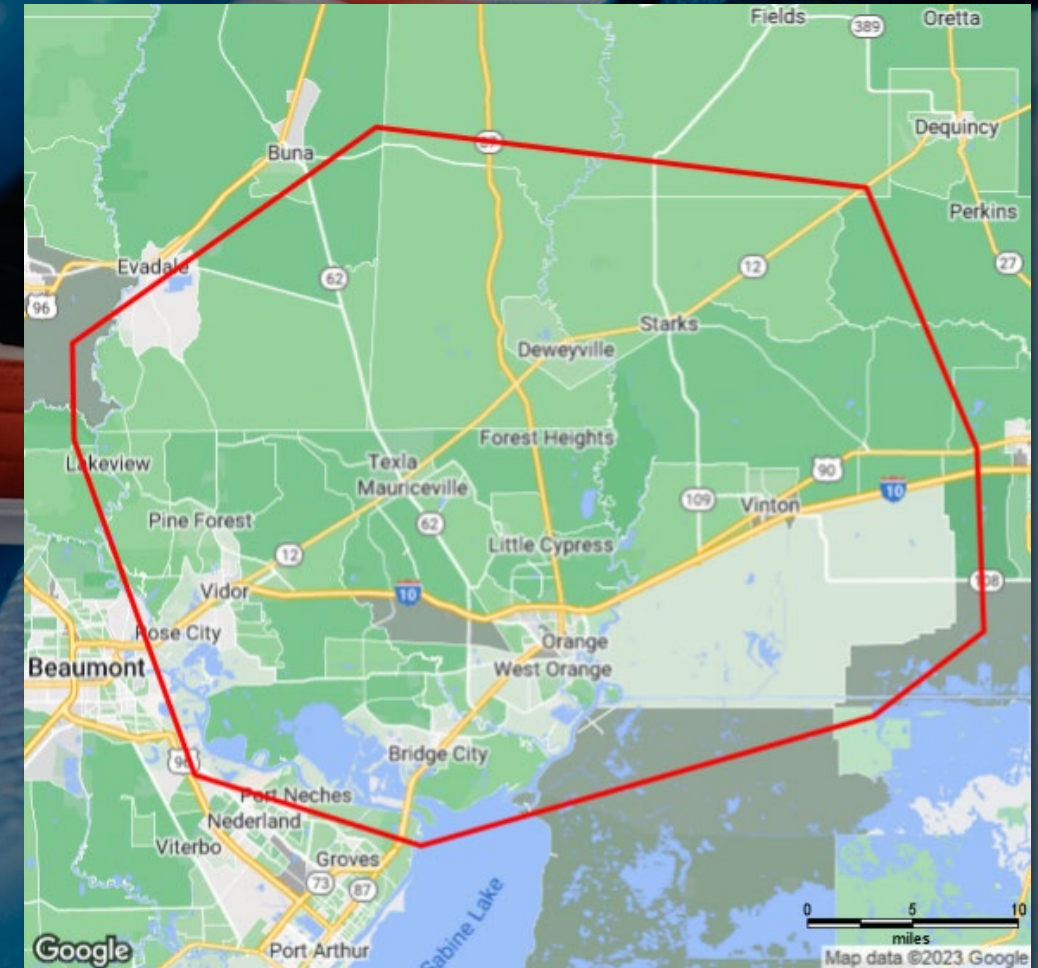 Fields
389
Oretta
Dequincy
Buna
Perkins
Evadale
96
62
12
27
Starks
Deweyville
Forest Heights
Lakeview
Texla
Mauriceville
90
10
109
Vinton
Pine Forest
62
Little Cypress
12
Vidor
10
108
Rose City
Orange
Beaumont
West Orange
Bridge City
Port Neches
Nederland
Viterbo
Groves
73
87
Sabine Lake
Port Arthur
0 5 10
miles
Google
Map data ©2023 Google